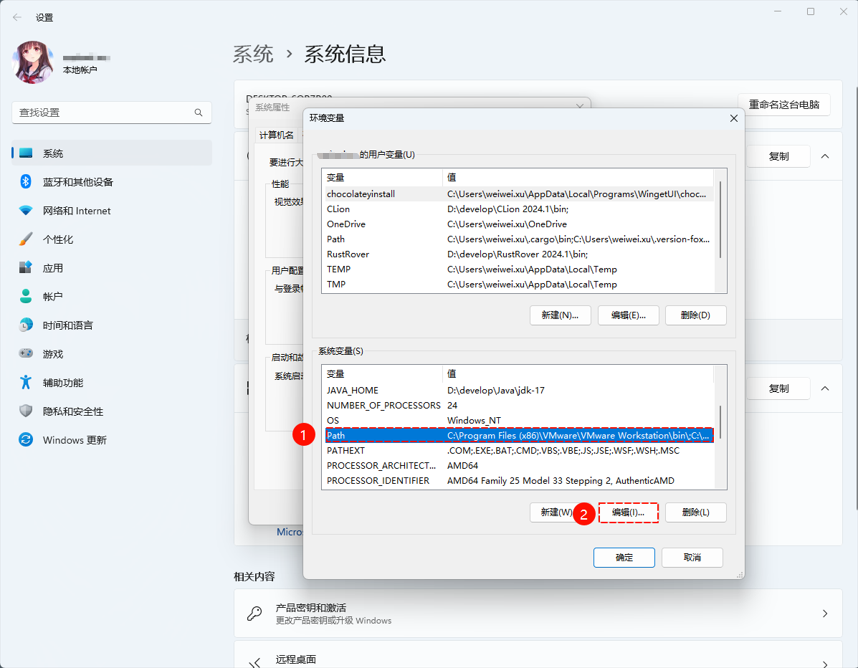 设置
本地帐户
系统 › 系统信息
查找设置
重命名这台电脑
系统属性
环境变量
计算机名
系统
蓝牙和其他设备
网络和 Internet
个性化
应用
帐户
时间和语言
游戏
辅助功能
隐私和安全性
Windows 更新
要进行大
性能
视觉效果
与登录
系统启
复制
复制
的用户变量(U)
变量 值
chocolateyinstall C:\Users\weiwei.xu\AppData\Local\Programs\WingetUI\choc...
CLion D:\develop\CLion 2024.1\bin;
OneDrive C:\Users\weiwei.xu\OneDrive
Path C:\Users\weiwei.xu\.cargo\bin;C:\Users\weiwei.xu\.version-fox...
RustRover D:\develop\RustRover 2024.1\bin;
TEMP C:\Users\weiwei.xu\AppData\Local\Temp
TMP C:\Users\weiwei.xu\AppData\Local\Temp
新建(N)... 编辑(E)... 删除(D)
系统变量(S)
变量 值
JAVA_HOME D:\develop\Java\jdk-17
NUMBER_OF_PROCESSORS 24
OS Windows_NT
1
Path C:\Program Files (x86)\VMware\VMware Workstation\bin\;C:\...
PATHEXT .COM;.EXE;.BAT;.CMD;.VBS;.VBE;.JS;.JSE;.WSF;.WSH;.MSC
PROCESSOR_ARCHITECT... AMD64
PROCESSOR_IDENTIFIER AMD64 Family 25 Model 33 Stepping 2, AuthenticAMD
新建(W) 2 编辑(I)... 删除(L)
Micros
确定 取消
相关内容
产品密钥和激活
更改产品密钥或升级 Windows
远程桌面